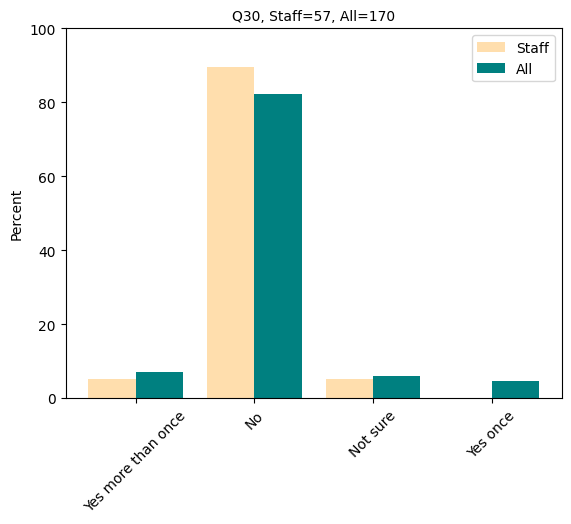 Q30, Staff=57, All=170
Staff
All
Percent
100
80
60
40
20
0
Yes more than once
No
Not sure
Yes once